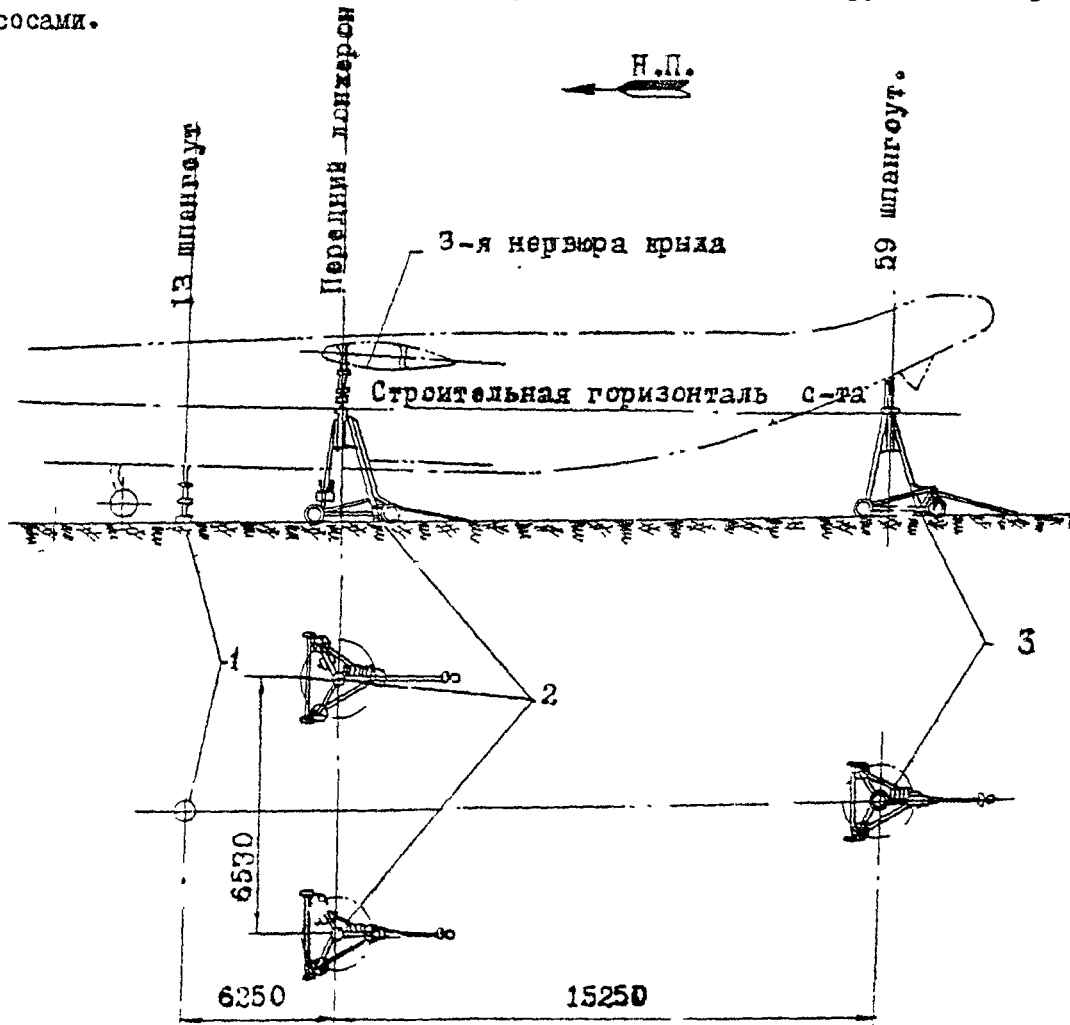 сосами.
Н.П.
13 шпангоут
Передний лонжерон
59 шпангоут.
3-я нервюра крыла
Строительная горизонталь с-та
1
2
3
6530
6250
15250